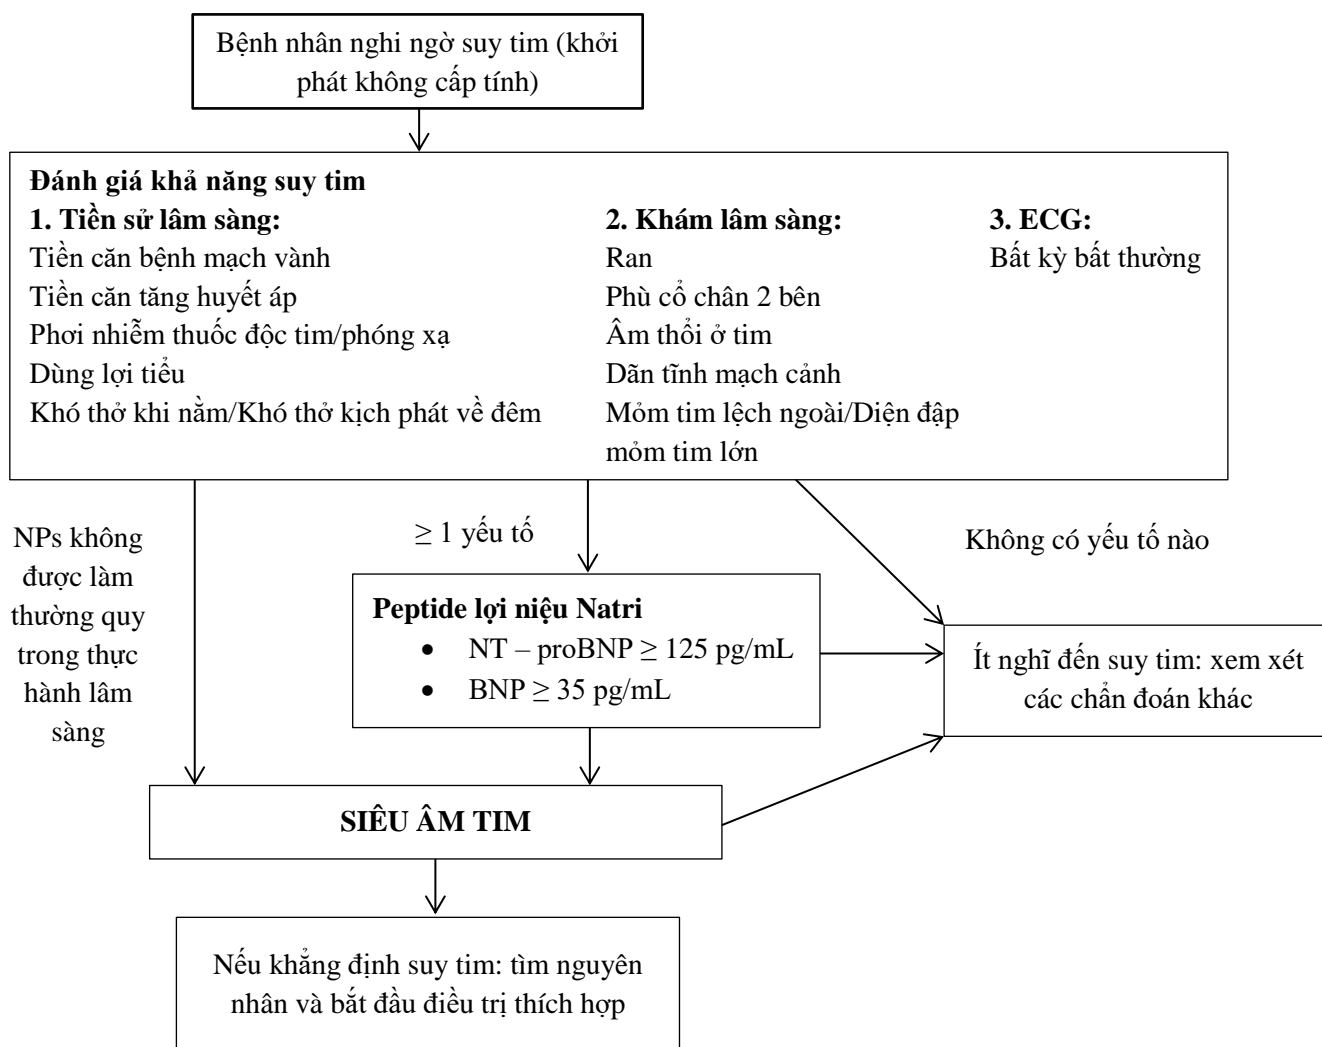 Bệnh nhân nghi ngờ suy tim (khởi
phát không cấp tính)
Đánh giá khả năng suy tim
1. Tiền sử lâm sàng:
Tiền căn bệnh mạch vành
Tiền căn tăng huyết áp
Phơi nhiễm thuốc độc tim/phóng xạ
Dùng lợi tiểu
Khó thở khi nằm/Khó thở kịch phát về đêm
2. Khám lâm sàng:
Ran
Phù cổ chân 2 bên
Âm thổi ở tim
Dãn tĩnh mạch cảnh
Mỏm tim lệch ngoài/Diện đập
mỏm tim lớn
3. ECG:
Bất kỳ bất thường
NPs không
được làm
thường quy
trong thực
hành lâm
sàng
≥ 1 yếu tố
Không có yếu tố nào
Peptide lợi niệu Natri
• NT – proBNP ≥ 125 pg/mL
• BNP ≥ 35 pg/mL
Ít nghĩ đến suy tim: xem xét
các chẩn đoán khác
SIÊU ÂM TIM
Nếu khẳng định suy tim: tìm nguyên
nhân và bắt đầu điều trị thích hợp